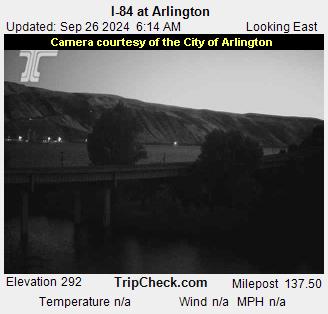 I-84 at Arlington
Updated: Sep 26 2024 6:14 AM Looking East
Camera courtesy of the City of Arlington
Elevation 292 TripCheck.com Milepost 137.50
Temperature n/a Wind n/a MPH n/a